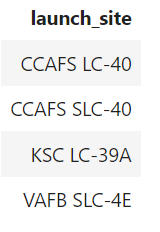 launch_site
CCAFS LC-40
CCAFS SLC-40
KSC LC-39A
VAFB SLC-4E